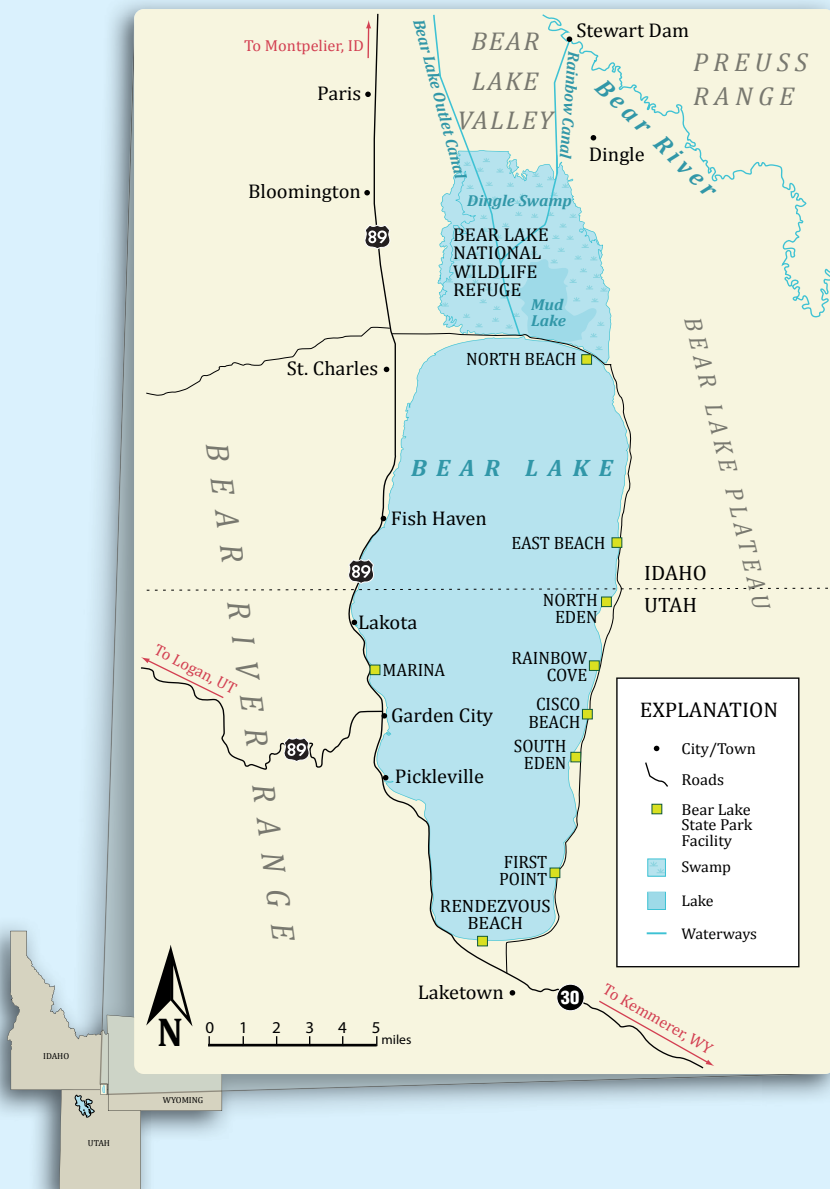 To Montpelier, ID
Bear Lake Outlet Canal
BEAR
LAKE
VALLEY
Rainbow Canal
Stewart Dam
PREUSS
RANGE
Bear River
Paris
Dingle
Bloomington
89
Dingle Swamp
BEAR LAKE
NATIONAL
WILDLIFE
REFUGE
Mud
Lake
St. Charles
NORTH BEACH
BEAR LAKE PLATEAU
BEAR LAKE
BEAR RIVER RANGE
Fish Haven
EAST BEACH
89
IDAHO
UTAH
NORTH
EDEN
Lakota
To Logan, UT
MARINA
RAINBOW
COVE
Garden City
CISCO
BEACH
89
SOUTH
EDEN
Pickleville
FIRST
POINT
RENDEZVOUS
BEACH
Laketown
30
To Kemmerer, WY
EXPLANATION
City/Town
Roads
Bear Lake
State Park
Facility
Swamp
Lake
Waterways
N
0 1 2 3 4 5
miles
IDAHO
WYOMING
UTAH